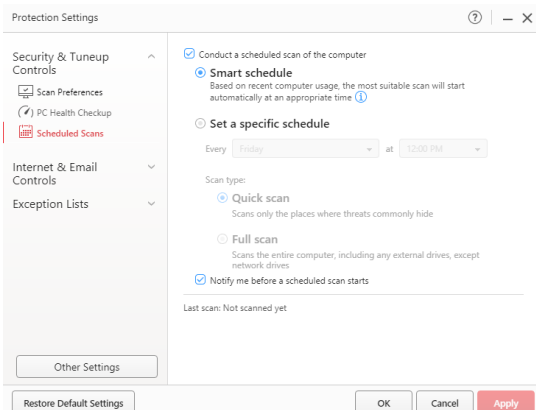 Protection Settings
?
Security & Tuneup
Controls
Scan Preferences
PC Health Checkup
Scheduled Scans
Internet & Email
Controls
Exception Lists
Other Settings
Conduct a scheduled scan of the computer
Smart schedule
Based on recent computer usage, the most suitable scan will start
automatically at an appropriate time i
Set a specific schedule
Every Friday at 12:00 PM
Scan type:
Quick scan
Scans only the places where threats commonly hide
Full scan
Scans the entire computer, including any external drives, except
network drives
Notify me before a scheduled scan starts
Last scan: Not scanned yet
Restore Default Settings OK Cancel Apply